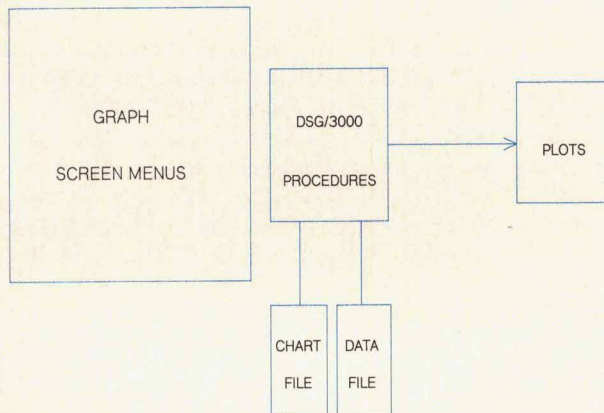 GRAPH
SCREEN MENUS
DSG/3000
PROCEDURES
PLOTS
CHART
FILE
DATA
FILE